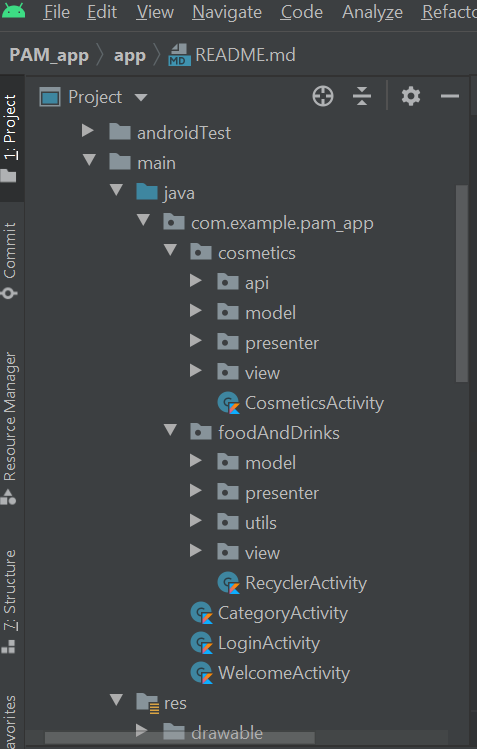 File Edit View Navigate Code Analyze Refacto
PAM_app app README.md
Project
androidTest
main
java
com.example.pam_app
cosmetics
api
model
presenter
view
CosmeticsActivity
foodAndDrinks
model
presenter
utils
view
RecyclerActivity
CategoryActivity
LoginActivity
WelcomeActivity
res
drawable
1: Project
Commit
Resource Manager
7: Structure
avorites
MD